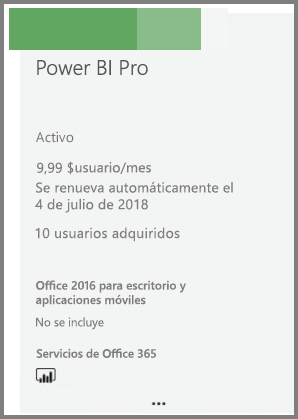 Power BI Pro
Activo
9,99 $usuario/mes
Se renueva automáticamente el
4 de julio de 2018
10 usuarios adquiridos
Office 2016 para escritorio y
aplicaciones móviles
No se incluye
Servicios de Office 365